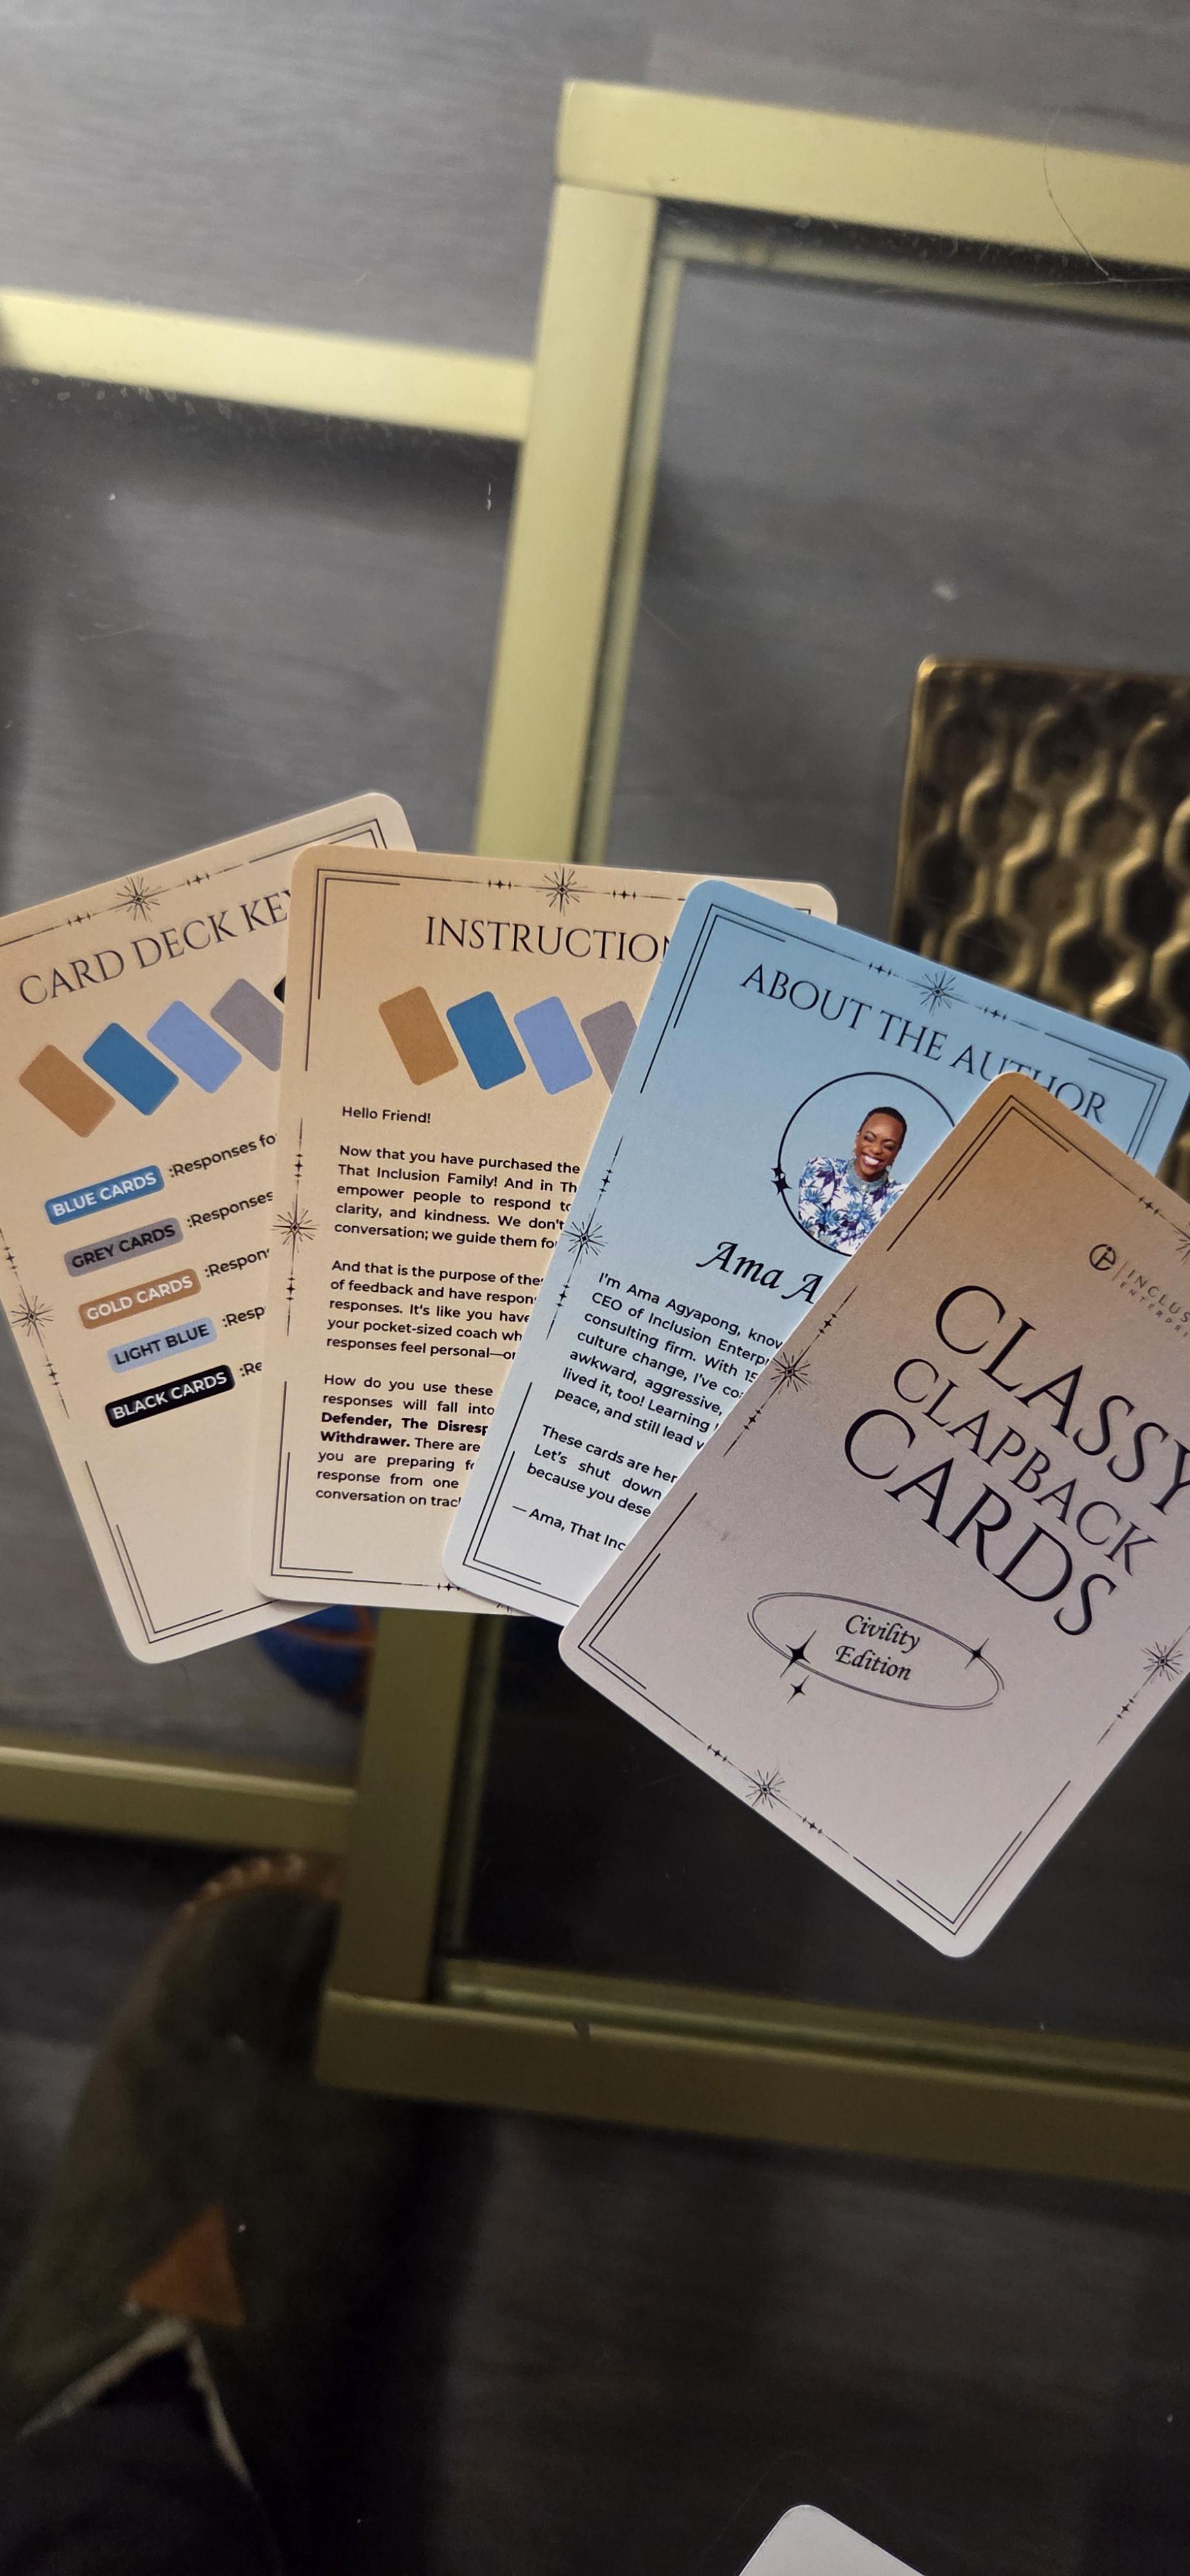 CARD DECK KEY
BLUE CARDS :Responses fo
GREY CARDS :Responses
GOLD CARDS :Respon
LIGHT BLUE :Resp
BLACK CARDS :Re
INSTRUCTION
Hello Friend!
Now that you have purchased the
That Inclusion Family! And in Th
empower people to respond to
clarity, and kindness. We don't
conversation; we guide them fo
And that is the purpose of the
of feedback and have respon
responses. It's like you have
your pocket-sized coach wh
responses feel personal—or
How do you use these
responses will fall into
Defender, The Disresp
Withdrawer. There are
you are preparing f
response from one
conversation on trac
ABOUT THE AUTHOR
Ama A
I'm Ama Agyapong, know
CEO of Inclusion Enterp
consulting firm. With 15
culture change, I've co
awkward, aggressive,
lived it, too! Learning
peace, and still lead w
These cards are her
Let's shut down
because you dese
— Ama, That Inc
INCLUS
ENTERPRI
CLASSY
CLAPBACK
CARDS
Civility
Edition